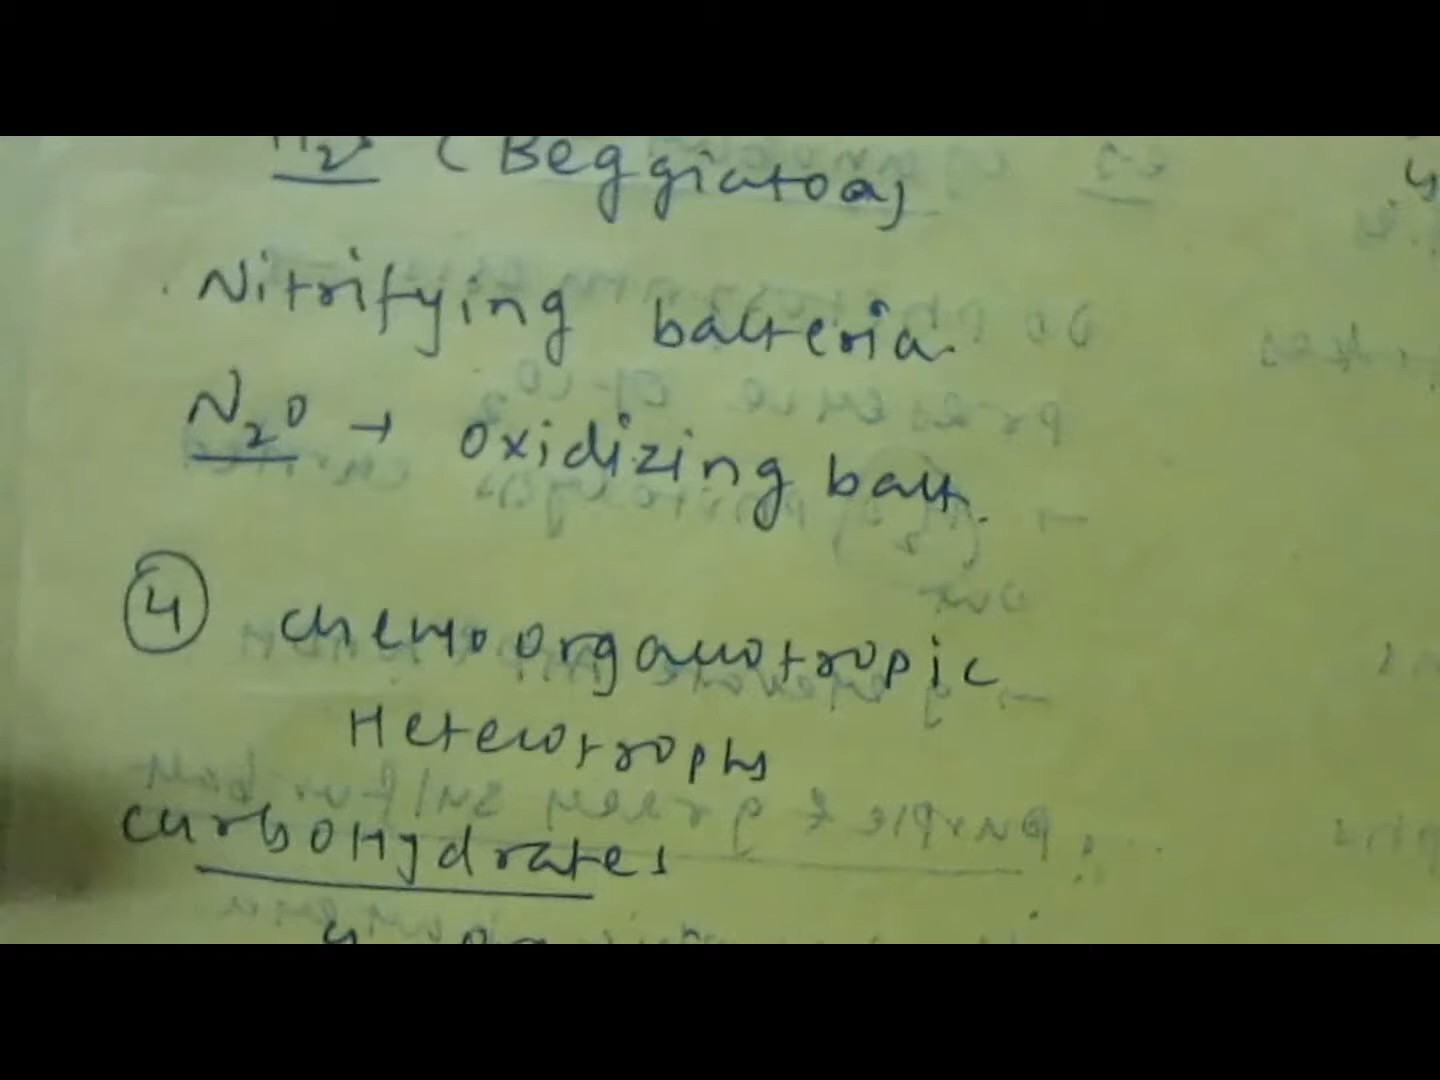 (Beggiatoa)
Nitrifying bacteria.
N₂O → oxidizing bact.
④ chemoorganotropic
Heterotrophs
carbohydrates